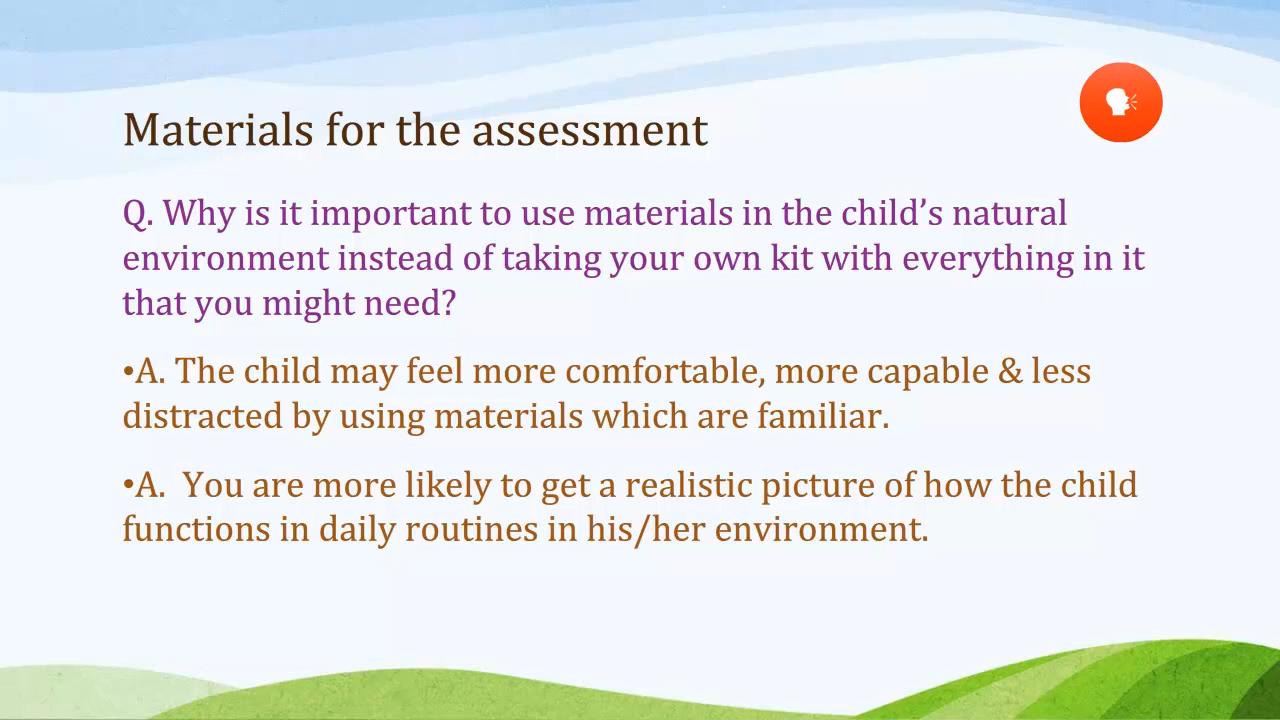 Materials for the assessment
Q. Why is it important to use materials in the child’s natural
environment instead of taking your own kit with everything in it
that you might need?
•A. The child may feel more comfortable, more capable & less
distracted by using materials which are familiar.
•A.  You are more likely to get a realistic picture of how the child
functions in daily routines in his/her environment.